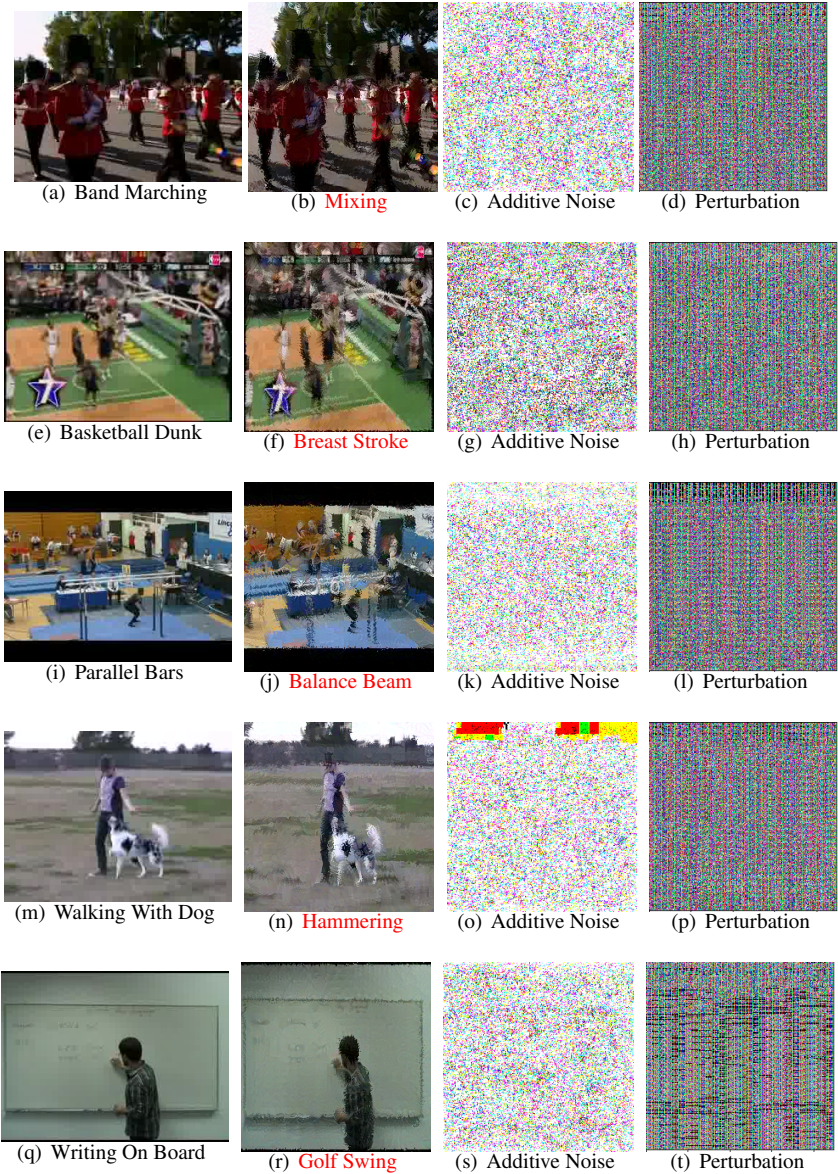 (a) Band Marching
(b) Mixing
(c) Additive Noise
(d) Perturbation
(e) Basketball Dunk
(f) Breast Stroke
(g) Additive Noise
(h) Perturbation
(i) Parallel Bars
(j) Balance Beam
(k) Additive Noise
(l) Perturbation
(m) Walking With Dog
(n) Hammering
(o) Additive Noise
(p) Perturbation
(q) Writing On Board
(r) Golf Swing
(s) Additive Noise
(t) Perturbation